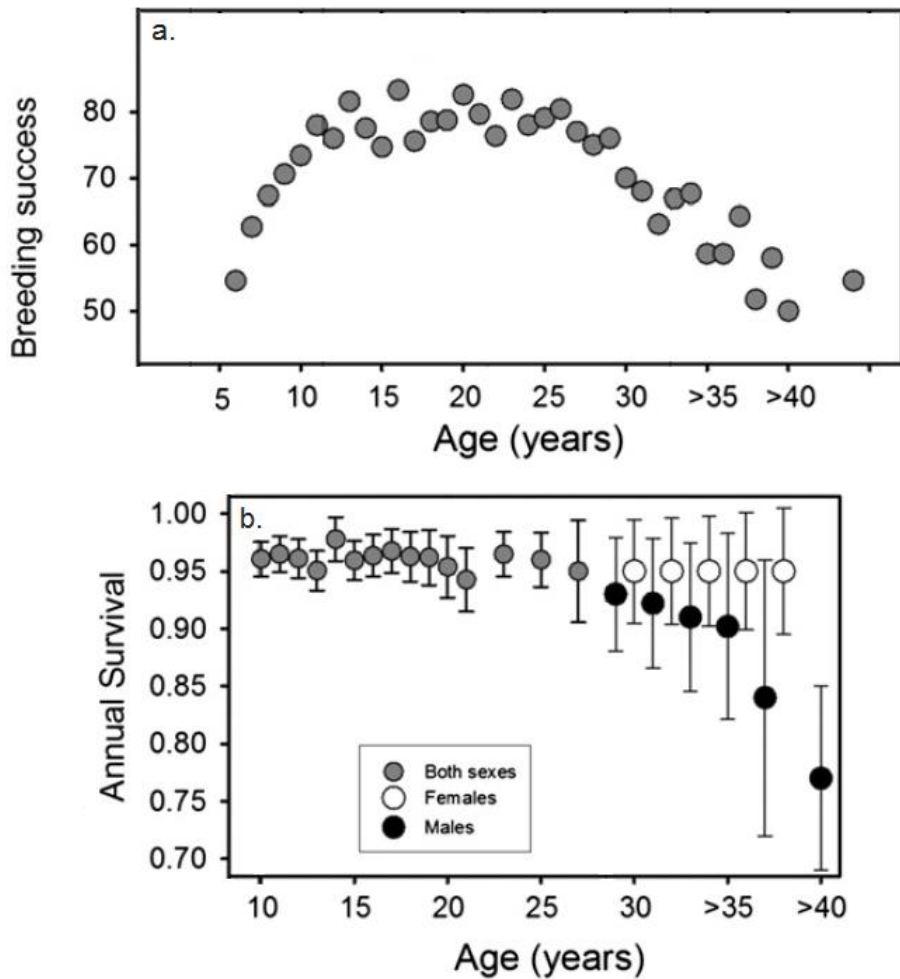 a.
Breeding success
80
70
60
50
5 10 15 20 25 30 >35 >40
Age (years)
b.
Annual Survival
1.00
0.95
0.90
0.85
0.80
0.75
0.70
Both sexes
Females
Males
10 15 20 25 30 >35 >40
Age (years)